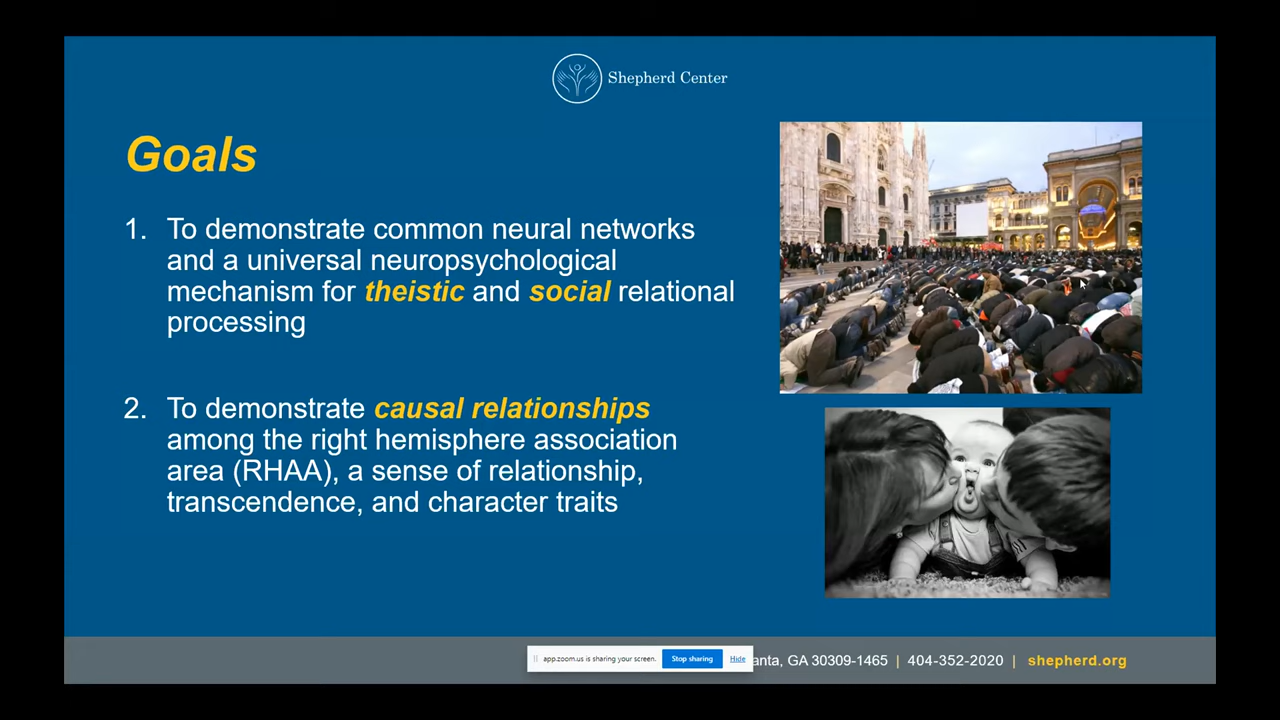 Shepherd Center
Goals
1. To demonstrate common neural networks
and a universal neuropsychological
mechanism for theistic and social relational
processing
2. To demonstrate causal relationships
among the right hemisphere association
area (RHAA), a sense of relationship,
transcendence, and character traits
app.zoom.us is sharing your screen. Stop sharing Hide
GA 30309-1465 | 404-352-2020 | shepherd.org